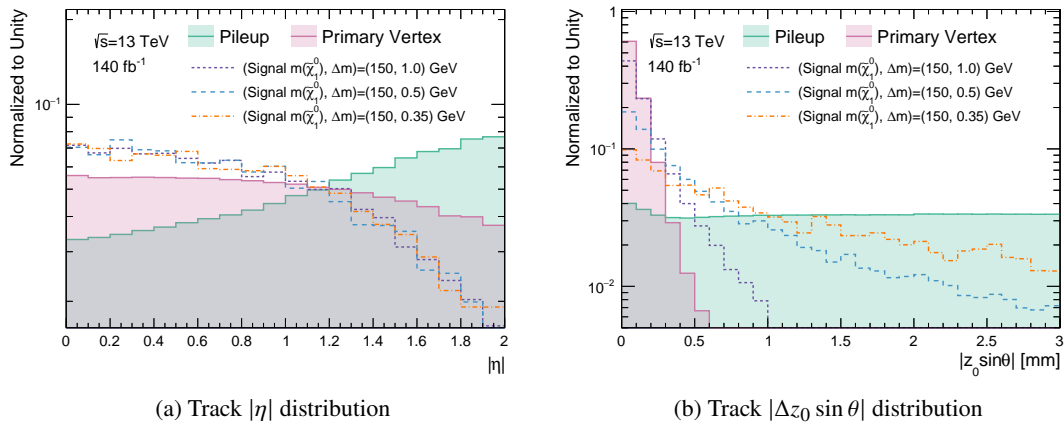 Normalized to Unity
√s=13 TeV
140 fb⁻¹
Pileup
Primary Vertex
(Signal m(χ̃₁⁰), Δm)=(150, 1.0) GeV
(Signal m(χ̃₁⁰), Δm)=(150, 0.5) GeV
(Signal m(χ̃₁⁰), Δm)=(150, 0.35) GeV
10⁻¹
0 0.2 0.4 0.6 0.8 1 1.2 1.4 1.6 1.8 2
|η|
(a) Track |η| distribution
Normalized to Unity
√s=13 TeV
140 fb⁻¹
Pileup
Primary Vertex
(Signal m(χ̃₁⁰), Δm)=(150, 1.0) GeV
(Signal m(χ̃₁⁰), Δm)=(150, 0.5) GeV
(Signal m(χ̃₁⁰), Δm)=(150, 0.35) GeV
1
10⁻¹
10⁻²
0 0.5 1 1.5 2 2.5 3
|z₀ sinθ| [mm]
(b) Track |Δz₀ sin θ| distribution